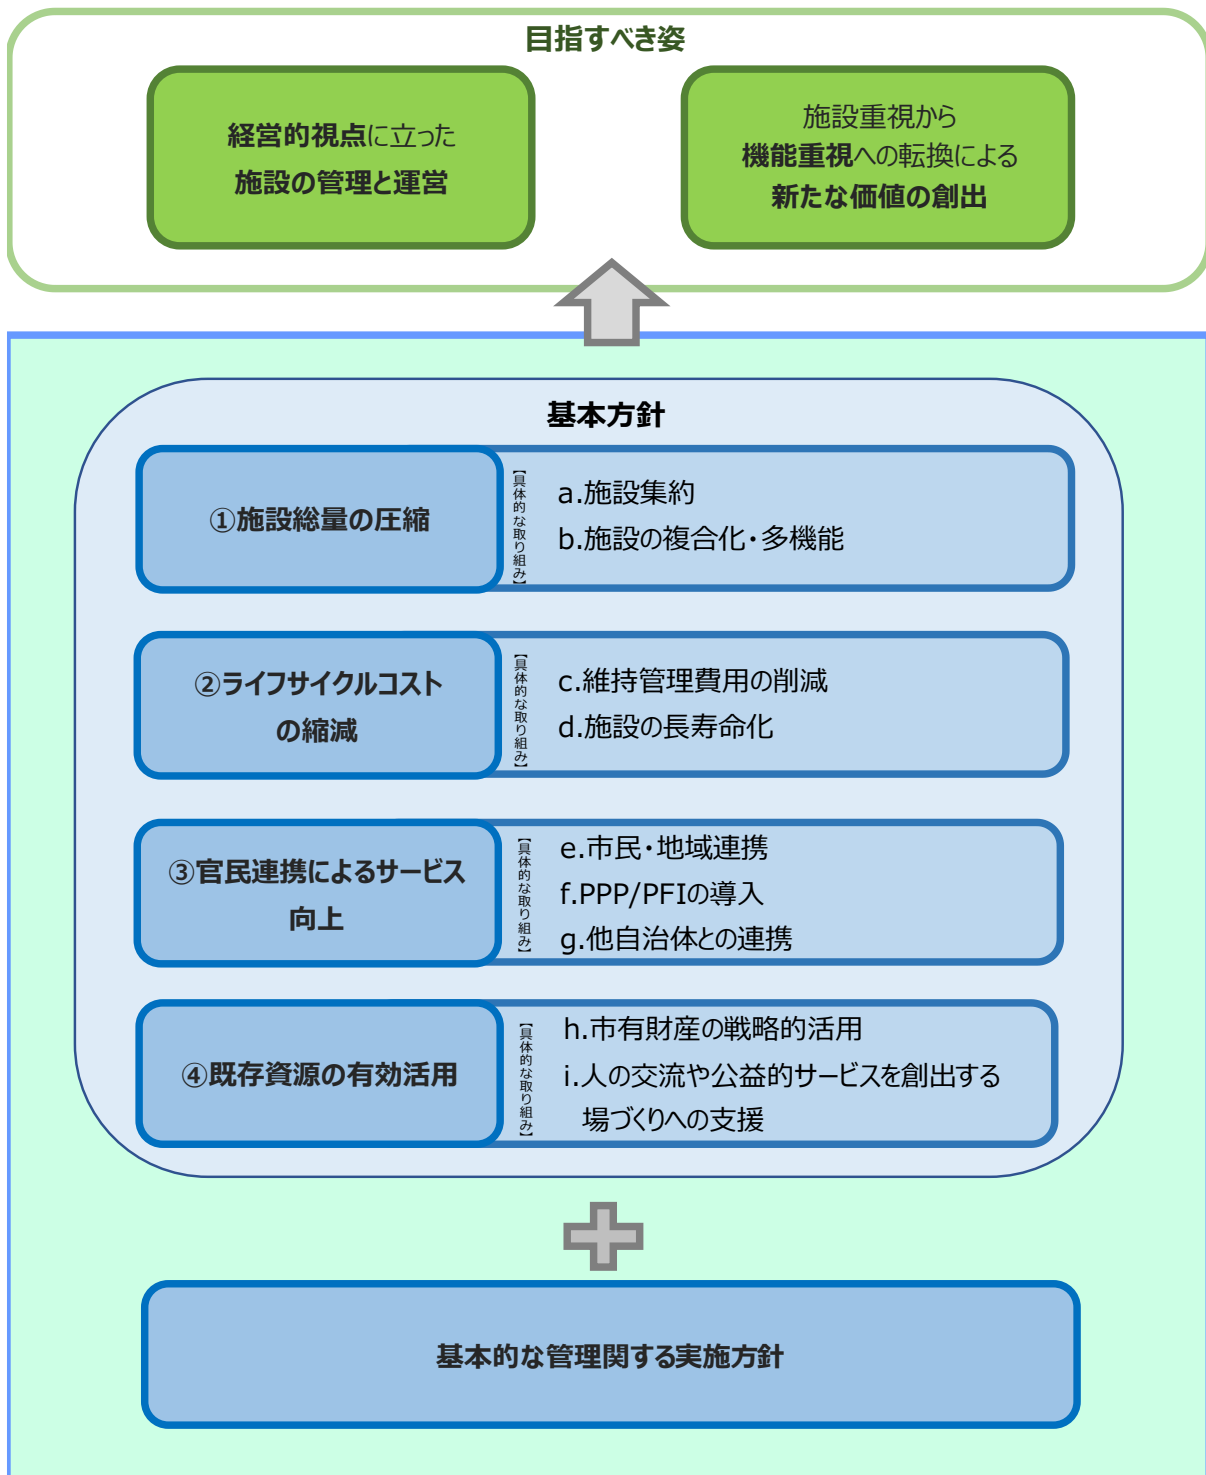 目指すべき姿
経営的視点に立った
施設の管理と運営
施設重視から
機能重視への転換による
新たな価値の創出
基本方針
①施設総量の圧縮
【具体的な取り組み】
a.施設集約
b.施設の複合化・多機能
②ライフサイクルコスト
の縮減
【具体的な取り組み】
c.維持管理費用の削減
d.施設の長寿命化
③官民連携によるサービス
向上
【具体的な取り組み】
e.市民・地域連携
f.PPP/PFIの導入
g.他自治体との連携
④既存資源の有効活用
【具体的な取り組み】
h.市有財産の戦略的活用
i.人の交流や公益的サービスを創出する
場づくりへの支援
基本的な管理関する実施方針